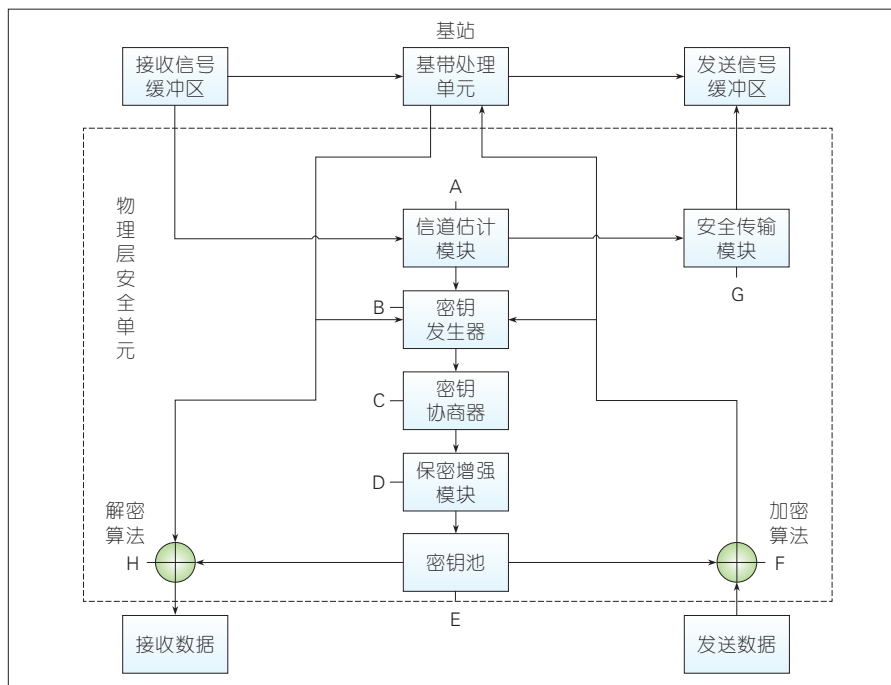 基站
接收信号
缓冲区
基带处理
单元
发送信号
缓冲区
物理层安全单元
A
信道估计
模块
安全传输
模块
G
B
密钥
发生器
C
密钥
协商器
D
保密增强
模块
解密
算法
H
密钥池
E
加密
算法
F
接收数据
发送数据